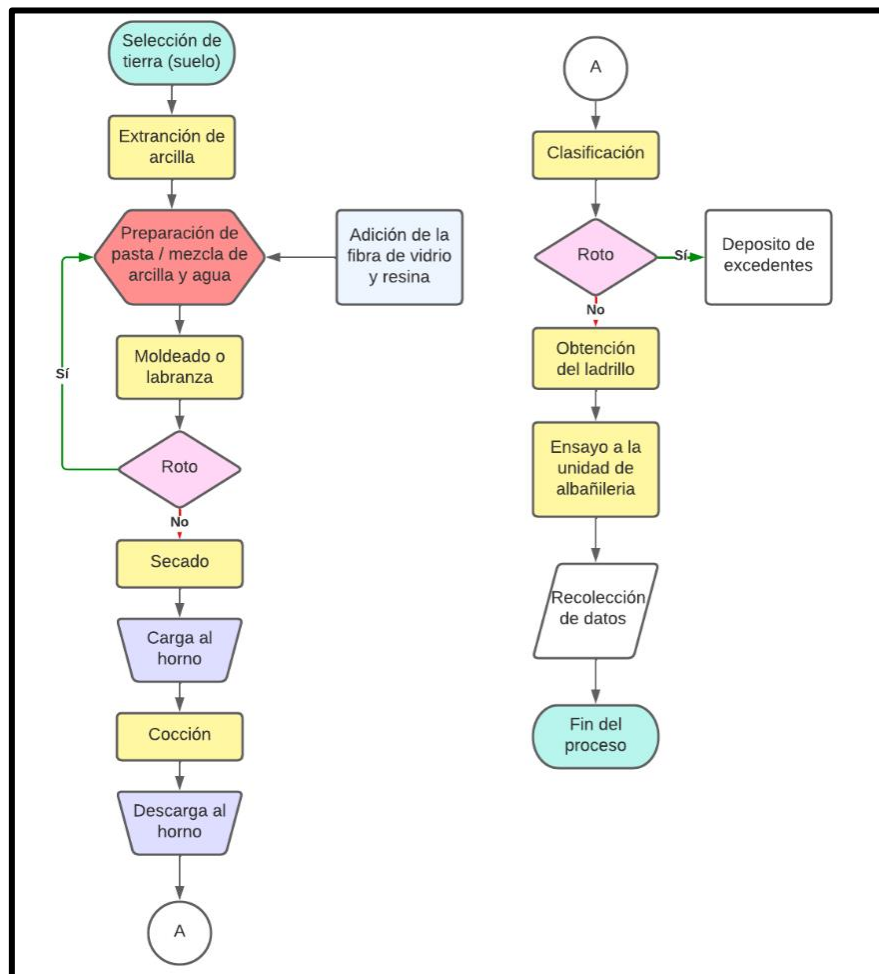 Selección de
tierra (suelo)
Extranción de
arcilla
Preparación de
pasta / mezcla de
arcilla y agua
Adición de la
fibra de vidrio
y resina
Moldeado o
labranza
Sí
Roto
No
Secado
Carga al
horno
Cocción
Descarga al
horno
A
A
Clasificación
Roto
Sí
Deposito de
excedentes
No
Obtención
del ladrillo
Ensayo a la
unidad de
albañileria
Recolección
de datos
Fin del
proceso